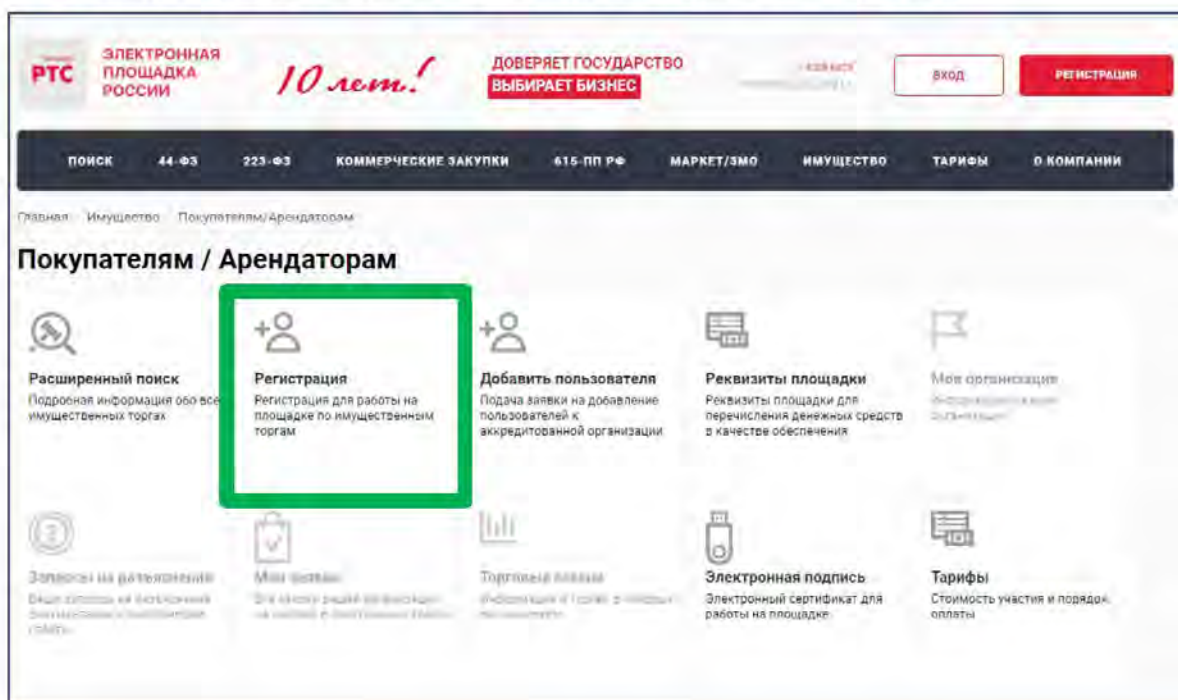 РТС
ЭЛЕКТРОННАЯ
ПЛОЩАДКА
РОССИИ
10 лет!
ДОВЕРЯЕТ ГОСУДАРСТВО
ВЫБИРАЕТ БИЗНЕС
ВХОД
РЕГИСТРАЦИЯ
ПОИСК 44-ФЗ 223-ФЗ КОММЕРЧЕСКИЕ ЗАКУПКИ 615-ПП РФ МАРКЕТ/ЗМО ИМУЩЕСТВО ТАРИФЫ О КОМПАНИИ
Главная Имущество Покупателям/Арендаторам
Покупателям / Арендаторам
Расширенный поиск
Подробная информация обо все
имущественных торгах
Регистрация
Регистрация для работы на
площадке по имущественным
торгам
Добавить пользователя
Подача заявки на добавление
пользователей к
аккредитованной организации
Реквизиты площадки
Реквизиты площадки для
перечисления денежных средств
в качестве обеспечения
Моя организация
Запросы на разъяснения
Мои заявки
Электронная подпись
Электронный сертификат для
работы на площадке
Тарифы
Стоимость участия и порядок
оплаты